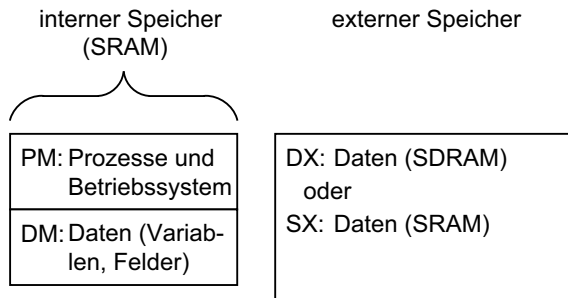 interner Speicher
(SRAM)
externer Speicher
PM: Prozesse und
Betriebssystem
DM: Daten (Variab-
len, Felder)
DX: Daten (SDRAM)
oder
SX: Daten (SRAM)